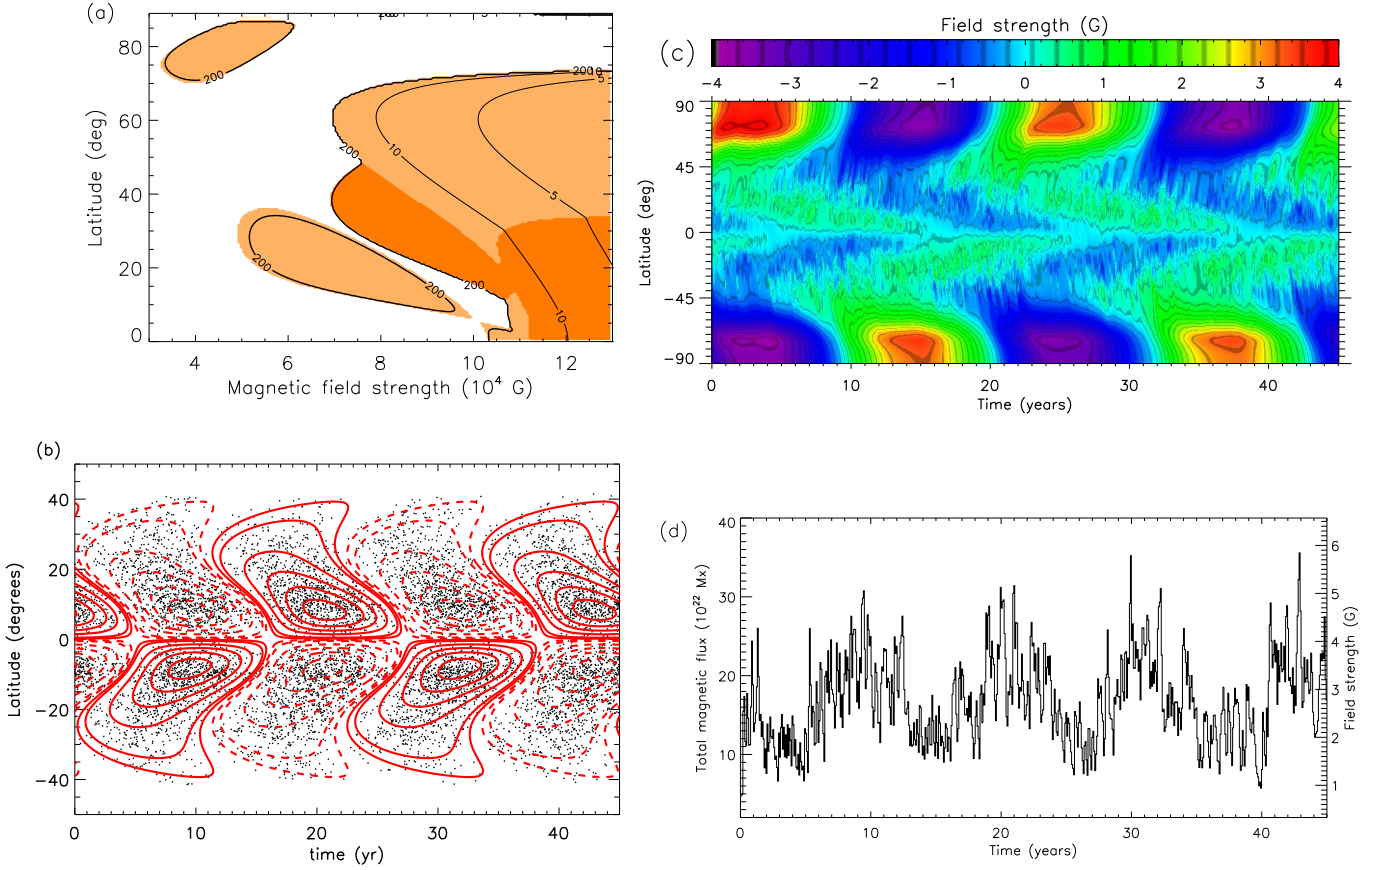 (a)
80
60
40
20
0
Latitude (deg)
200
200
200
200
200
200
5
10
5
10
5
4
6
8
10
12
Magnetic field strength (10⁴ G)
(c)
Field strength (G)
−4 −3 −2 −1 0 1 2 3 4
90
45
0
−45
−90
Latitude (deg)
0 10 20 30 40
Time (years)
(b)
40
20
0
−20
−40
Latitude (degrees)
0 10 20 30 40
time (yr)
(d)
40
30
20
10
Total magnetic flux (10²² Mx)
6
5
4
3
2
1
Field strength (G)
0 10 20 30 40
Time (years)